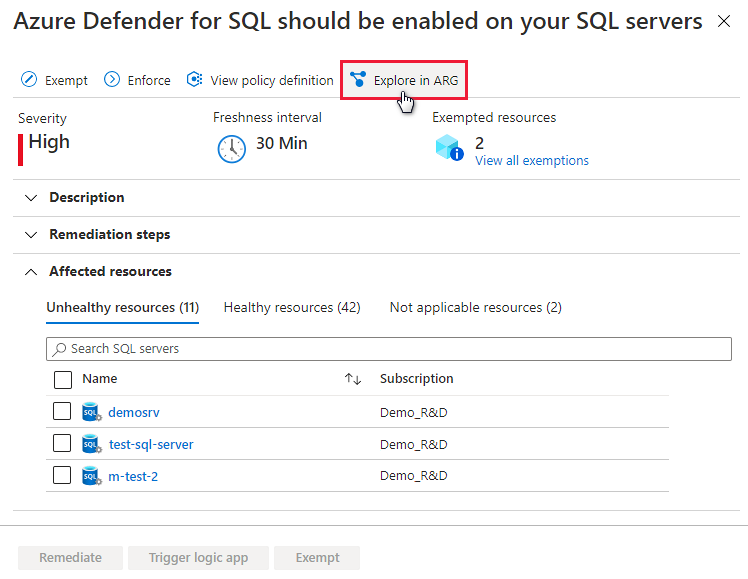 Azure Defender for SQL should be enabled on your SQL servers
Exempt Enforce View policy definition Explore in ARG
Severity Freshness interval Exempted resources
High 30 Min 2
View all exemptions
Description
Remediation steps
Affected resources
Unhealthy resources (11) Healthy resources (42) Not applicable resources (2)
Search SQL servers
Name Subscription
SQL demosrv Demo_R&D
SQL test-sql-server Demo_R&D
SQL m-test-2 Demo_R&D
Remediate Trigger logic app Exempt